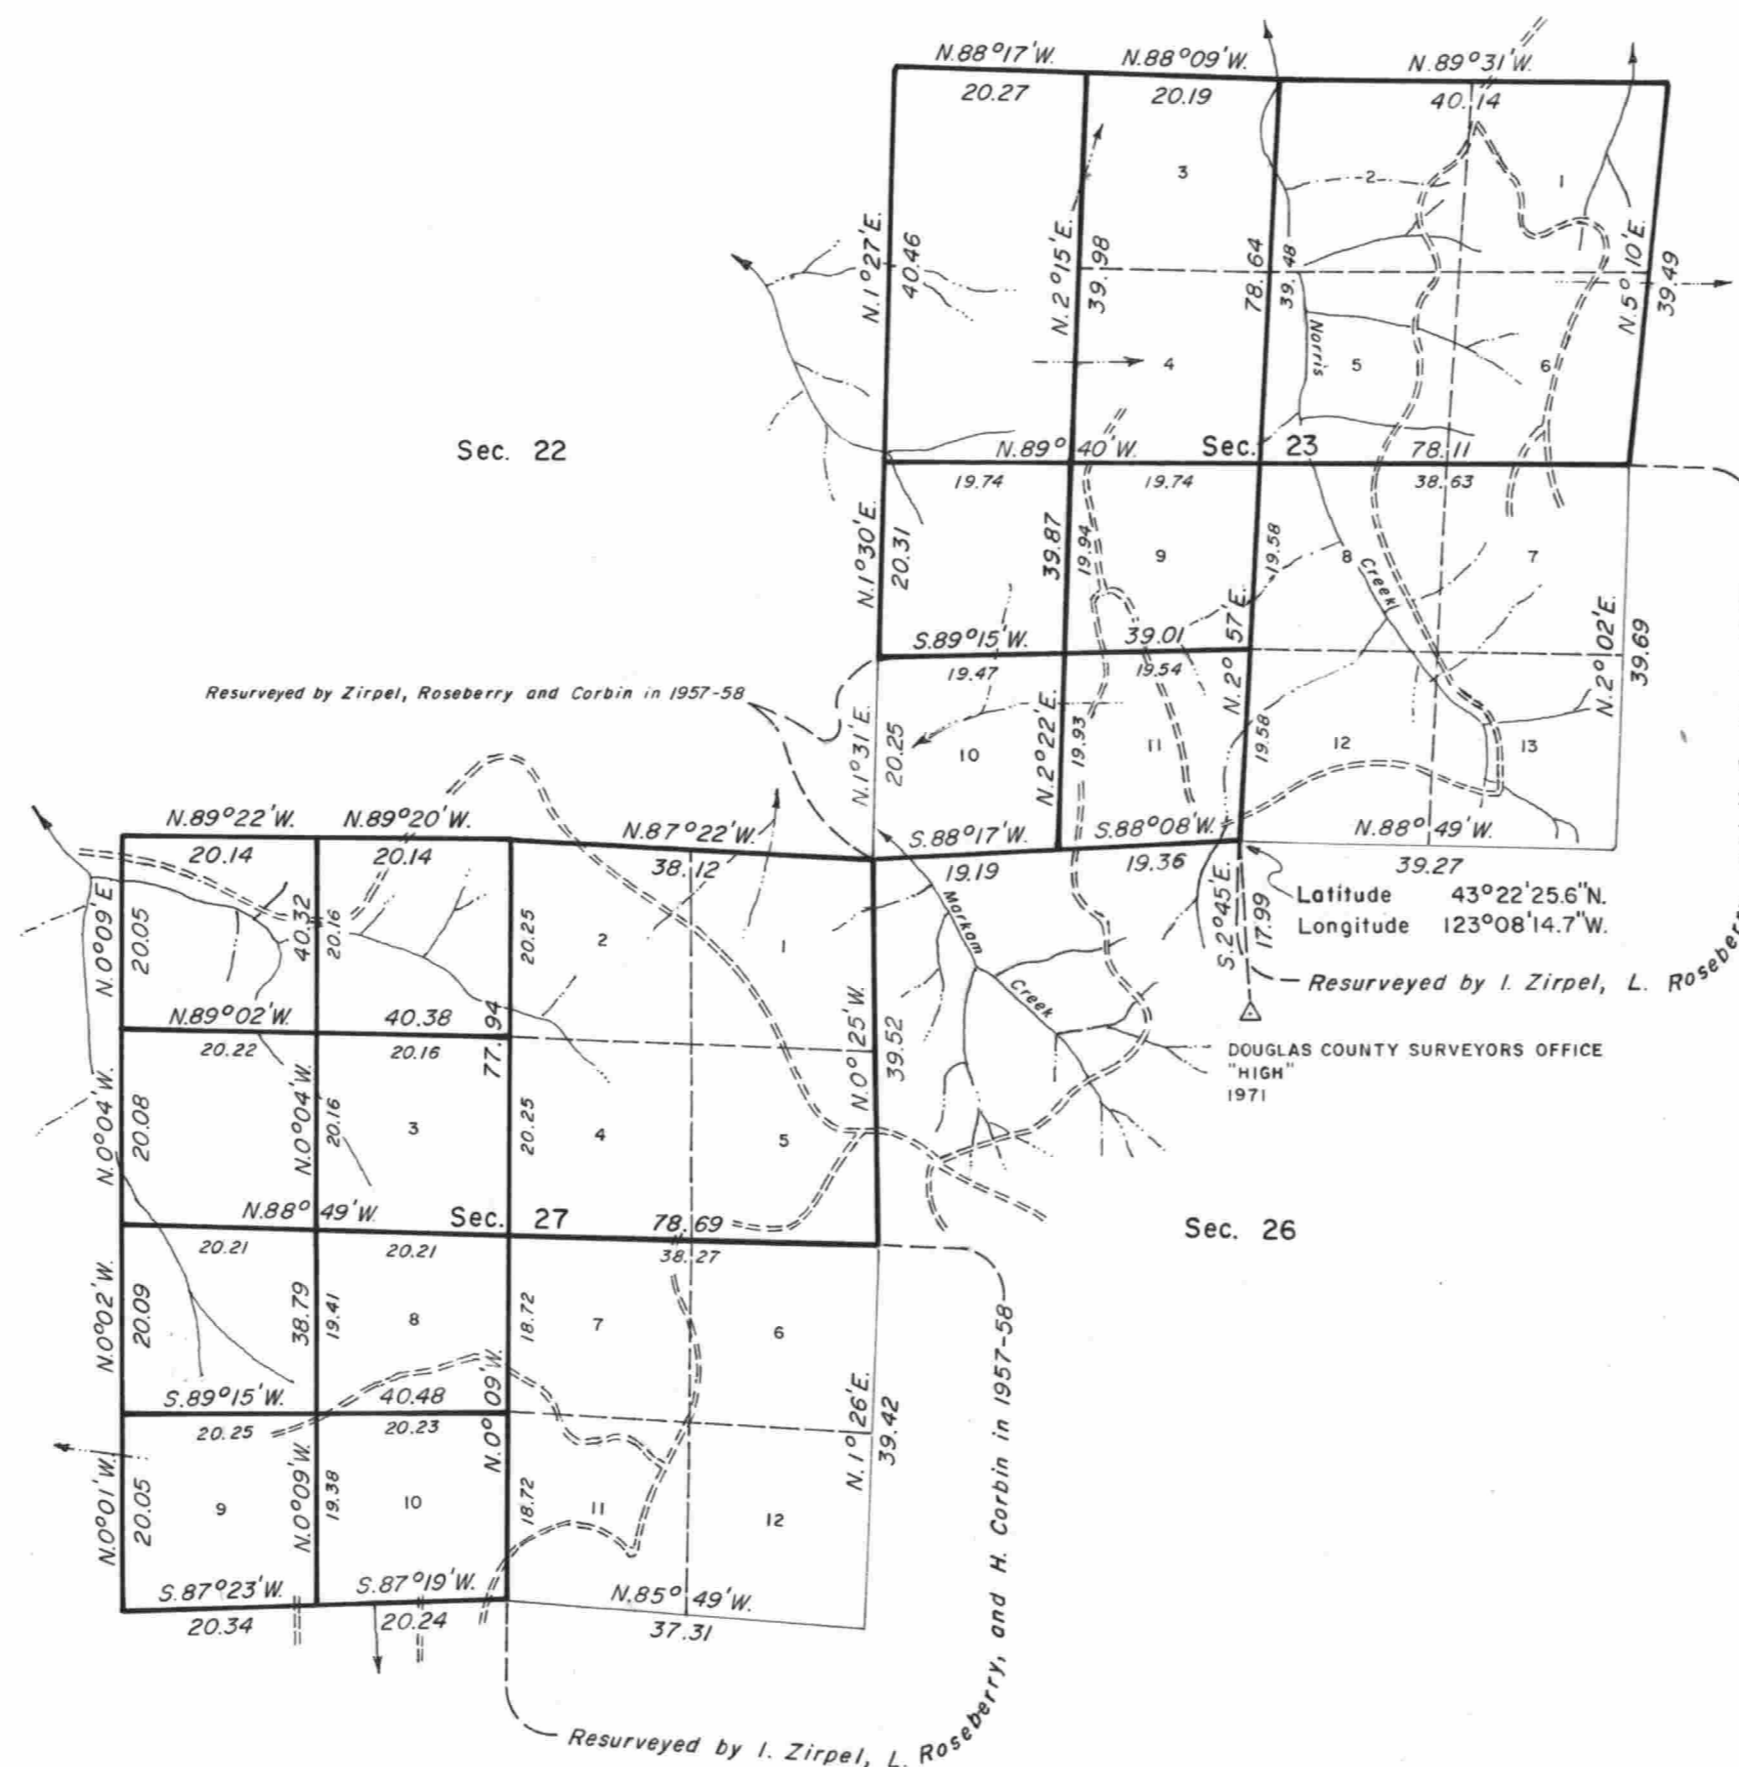 N.88°17'W. N.88°09'W. N.89°31'W.
20.27 20.19 40.14
3
2
1
N.1°27'E. 40.46
N.2°15'E. 39.98
78.64 39.48
N.5°10'E. 39.49
Norris
4
5
6
Sec. 22
N.89°40'W. Sec. 23 78.11
19.74 19.74 38.63
N.1°30'E. 20.31
39.87 19.94
9
19.58
8
7
Creek
N.2°57'E.
N.2°02'E. 39.69
S.89°15'W. 39.01
19.47 19.54
Resurveyed by Zirpel, Roseberry and Corbin in 1957-58
N.1°31'E. 20.25
10
N.2°22'E. 19.93
11
19.58
12
13
S.88°17'W. S.88°08'W. N.88°49'W.
19.19 19.36 39.27
Latitude 43°22'25.6"N.
Longitude 123°08'14.7"W.
S.2°45'E. 17.99
Resurveyed by I. Zirpel, L. Roseber
DOUGLAS COUNTY SURVEYORS OFFICE
"HIGH"
1971
Markam
Creek
N.89°22'W. N.89°20'W. N.87°22'W.
20.14 20.14 38.12
N.0°09'E 20.05
40.32 20.16
20.25
2
1
N.89°02'W. 40.38
20.22 20.16
77.94
N.0°25'W. 39.52
N.0°04'W. 20.08
N.0°04'W. 20.16
3
20.25
4
5
N.88°49'W. Sec. 27 78.69
20.21 20.21 38.27
Sec. 26
N.0°02'W. 20.09
38.79 19.41
8
18.72
7
6
S.89°15'W. 40.48
20.25 20.23
N.0°09'W.
N.1°26'E. 39.42
N.0°01'W. 20.05
9
N.0°09'W. 19.38
10
18.72
11
12
S.87°23'W. S.87°19'W. N.85°49'W.
20.34 20.24 37.31
Resurveyed by I. Zirpel, L. Roseberry, and H. Corbin in 1957-58